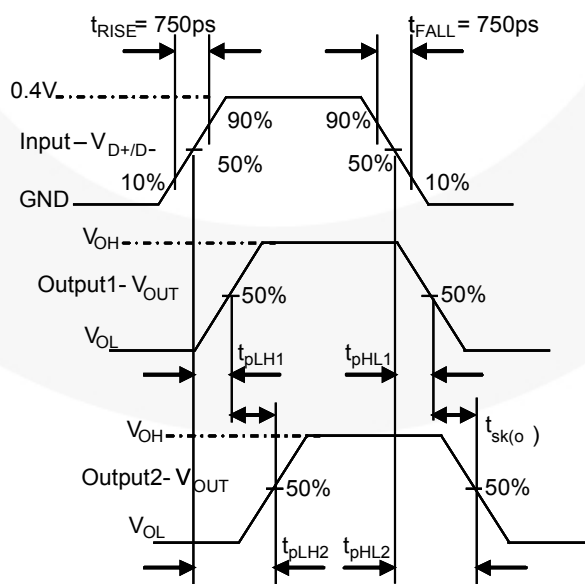 tRISE = 750ps
tFALL = 750ps
0.4V
90%
90%
Input – VD+/D-
50%
50%
10%
10%
GND
VOH
Output1- VOUT
50%
50%
VOL
tpLH1
tpHL1
VOH
tsk(o )
Output2- VOUT
50%
50%
VOL
tpLH2
tpHL2